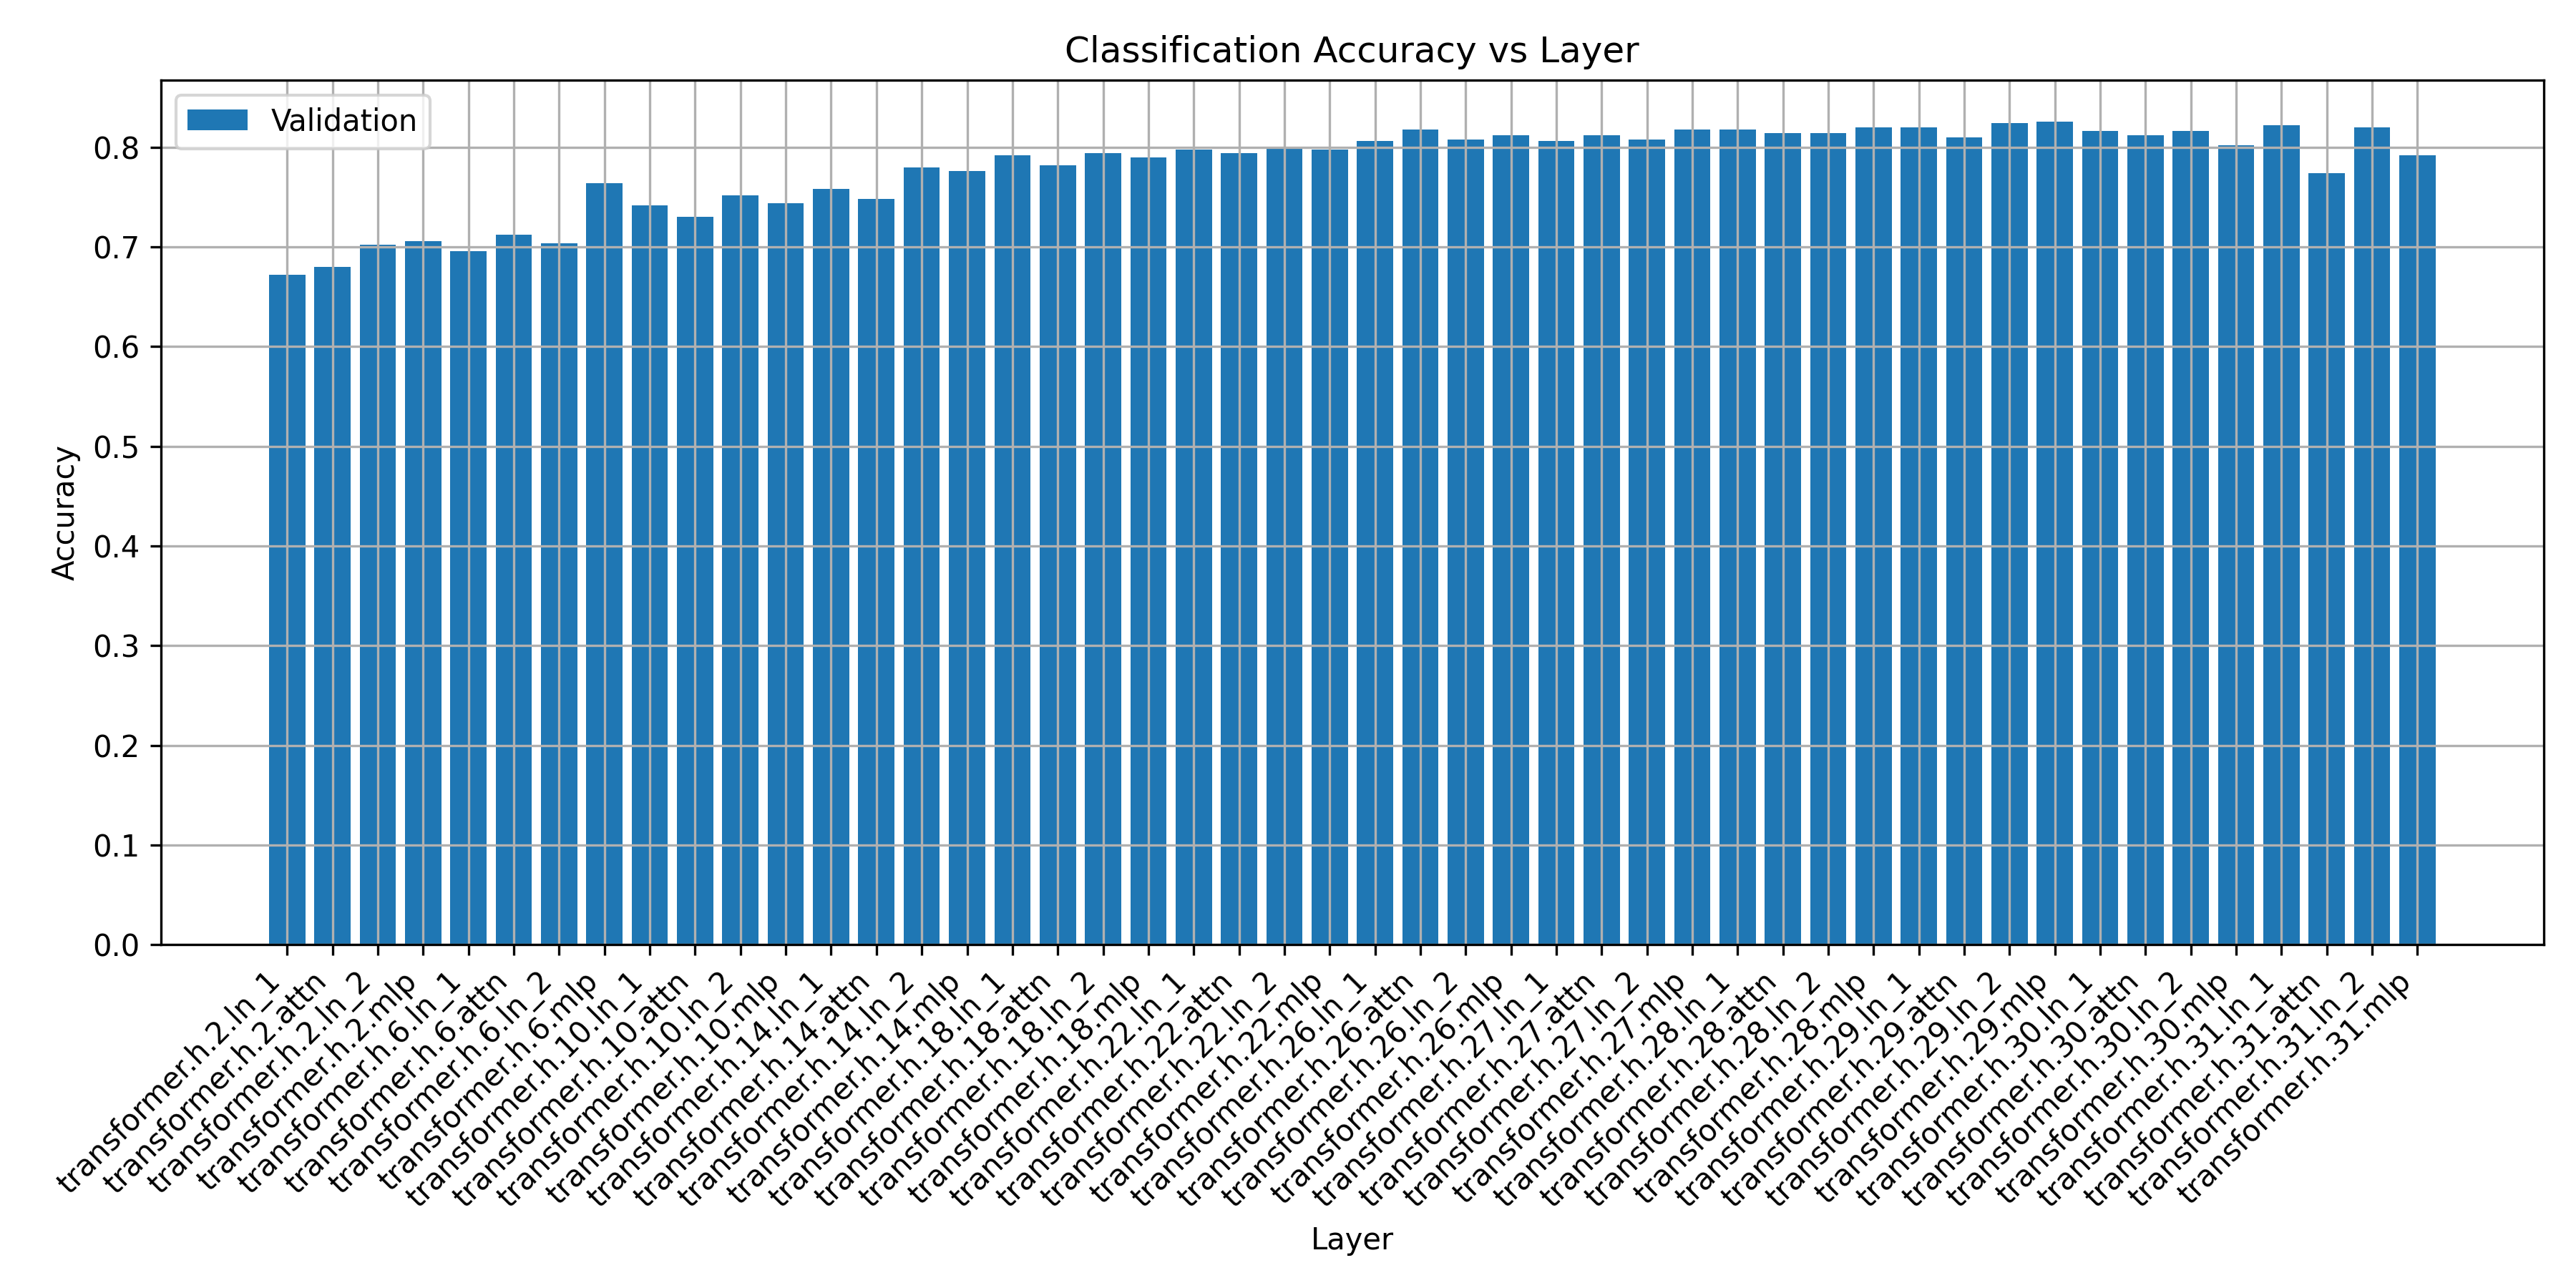 Classification Accuracy vs Layer
Validation
0.8
0.7
0.6
0.5
0.4
0.3
0.2
0.1
0.0
Accuracy
transformer.h.2.ln_1
transformer.h.2.attn
transformer.h.2.ln_2
transformer.h.2.mlp
transformer.h.6.ln_1
transformer.h.6.attn
transformer.h.6.ln_2
transformer.h.6.mlp
transformer.h.10.ln_1
transformer.h.10.attn
transformer.h.10.ln_2
transformer.h.10.mlp
transformer.h.14.ln_1
transformer.h.14.attn
transformer.h.14.ln_2
transformer.h.14.mlp
transformer.h.18.ln_1
transformer.h.18.attn
transformer.h.18.ln_2
transformer.h.18.mlp
transformer.h.22.ln_1
transformer.h.22.attn
transformer.h.22.ln_2
transformer.h.22.mlp
transformer.h.26.ln_1
transformer.h.26.attn
transformer.h.26.ln_2
transformer.h.26.mlp
transformer.h.27.ln_1
transformer.h.27.attn
transformer.h.27.ln_2
transformer.h.27.mlp
transformer.h.28.ln_1
transformer.h.28.attn
transformer.h.28.ln_2
transformer.h.28.mlp
transformer.h.29.ln_1
transformer.h.29.attn
transformer.h.29.ln_2
transformer.h.29.mlp
transformer.h.30.ln_1
transformer.h.30.attn
transformer.h.30.ln_2
transformer.h.30.mlp
transformer.h.31.ln_1
transformer.h.31.attn
transformer.h.31.ln_2
transformer.h.31.mlp
Layer